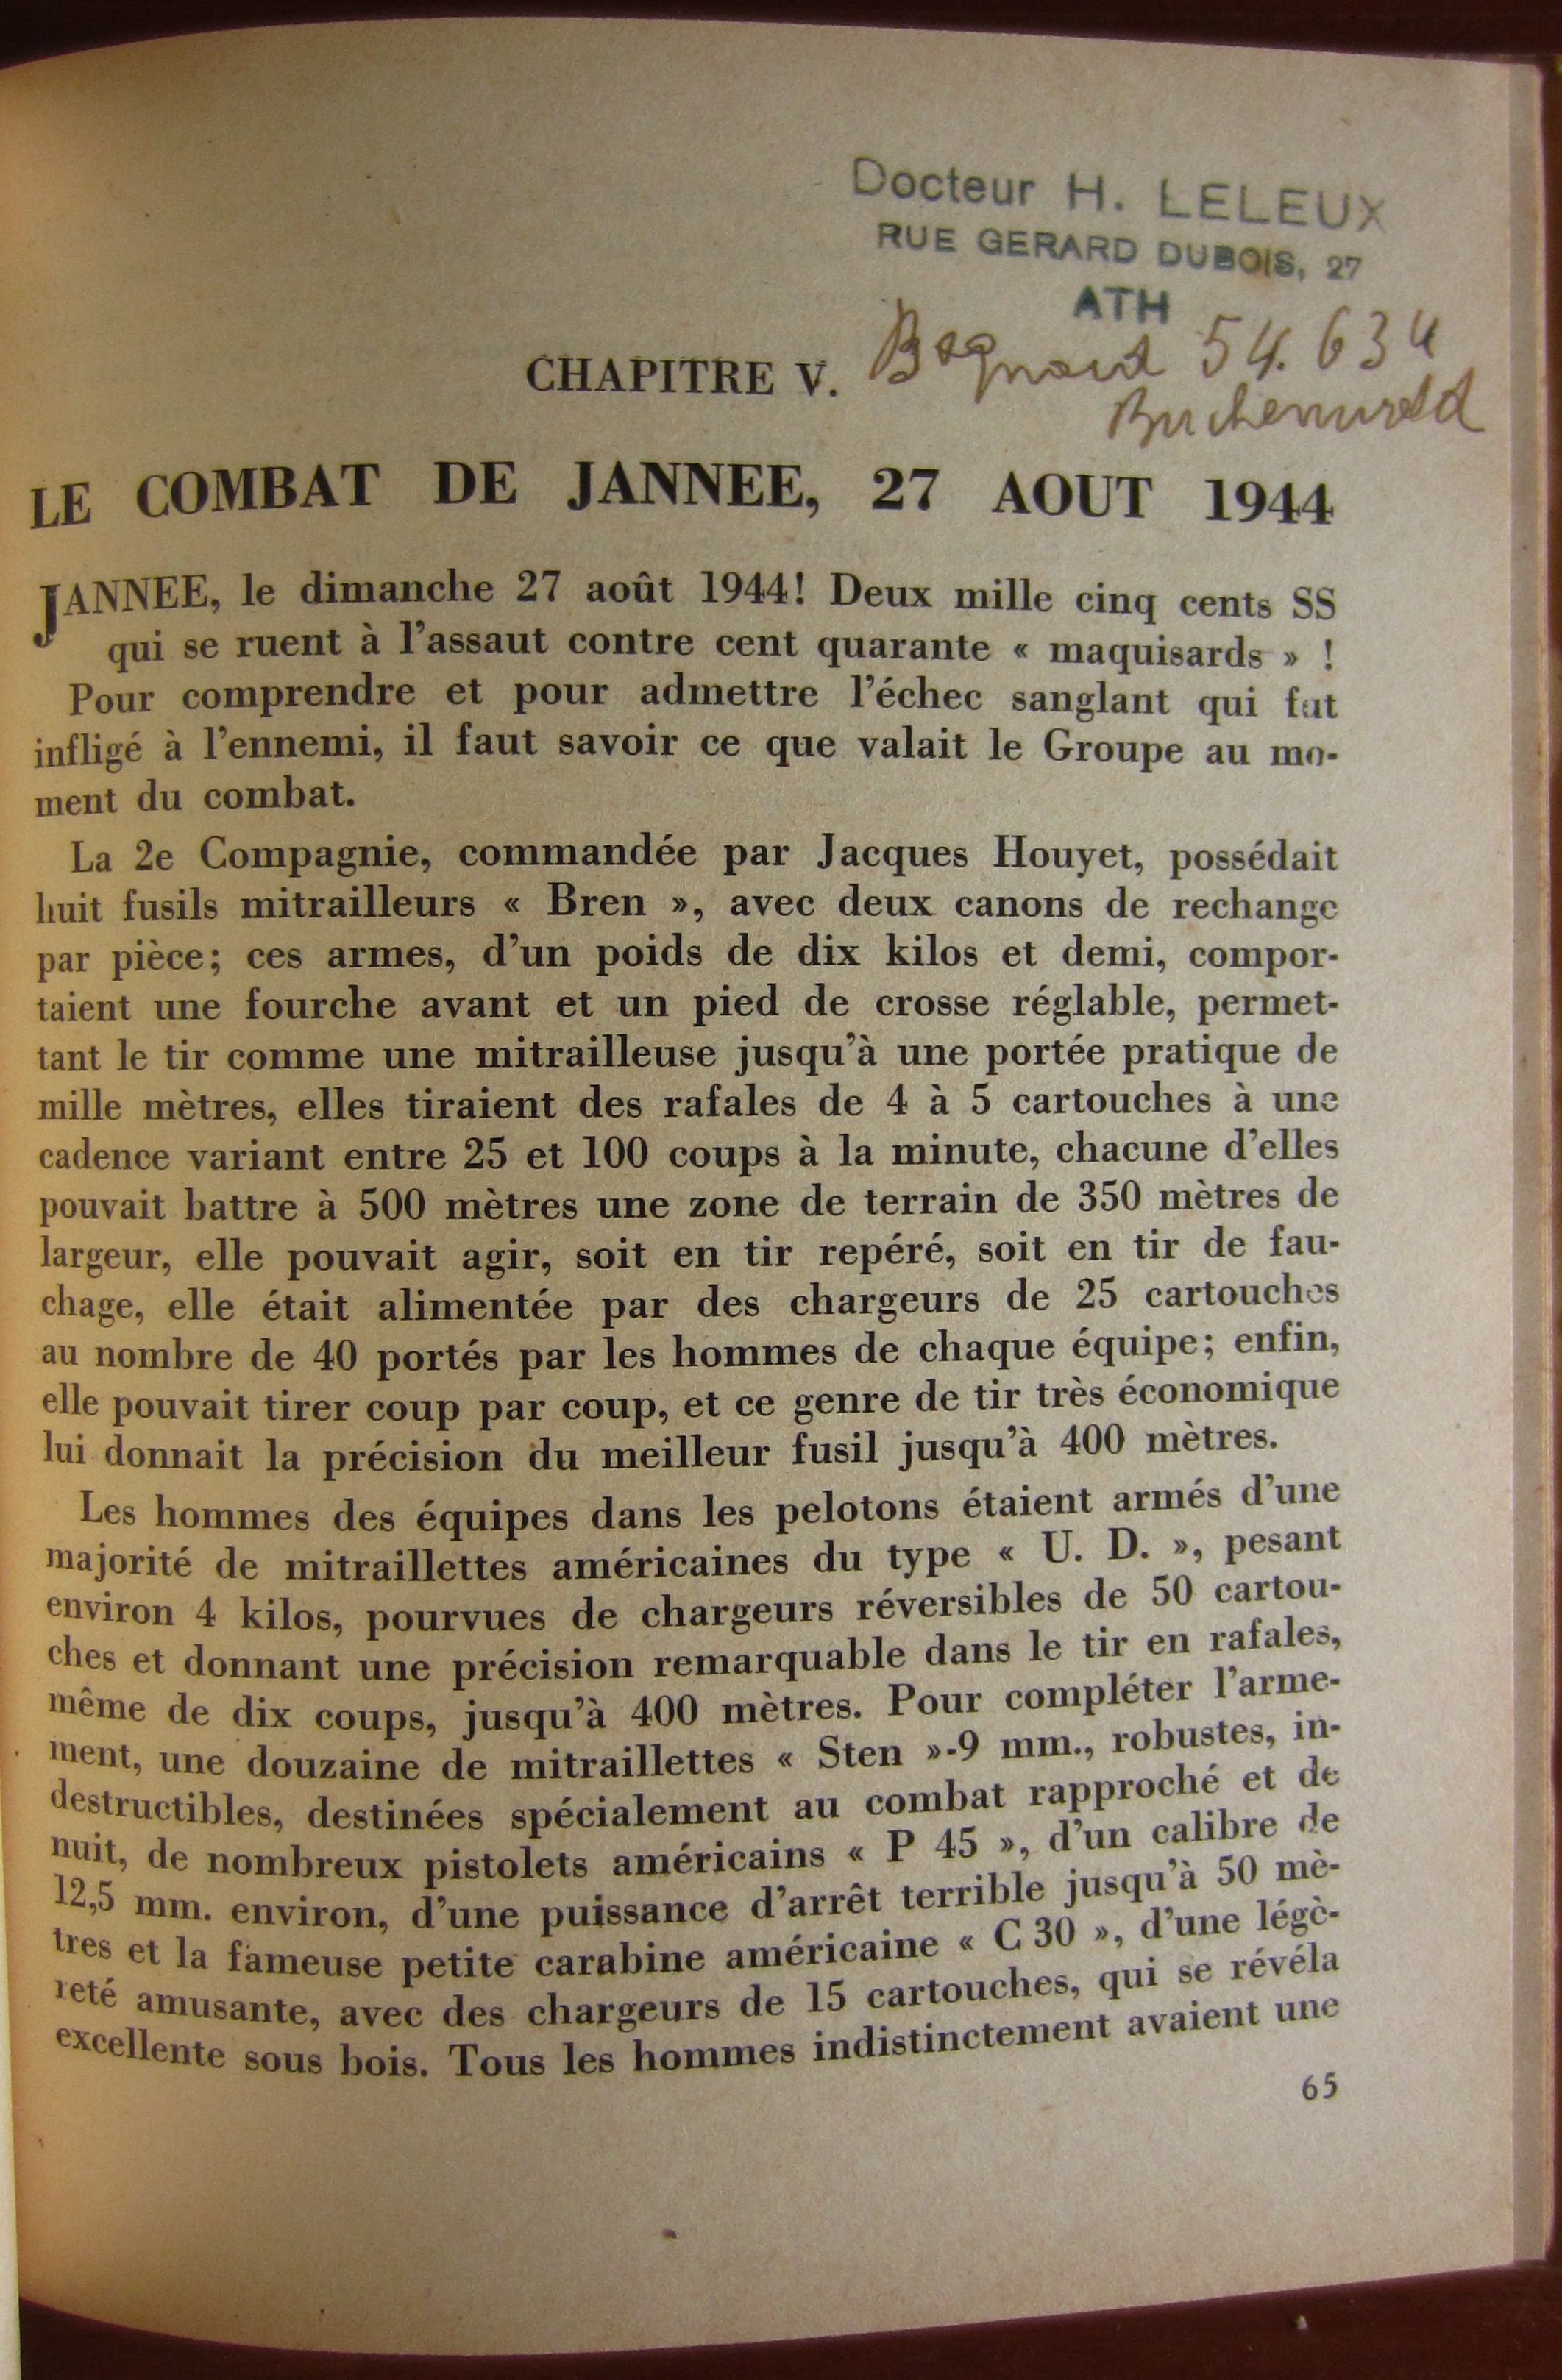 Docteur H. LELEUX
RUE GERARD DUBOIS, 27
ATH
54.634
Buchenwald
CHAPITRE V.
LE COMBAT DE JANNEE, 27 AOUT 1944
JANNEE, le dimanche 27 août 1944! Deux mille cinq cents SS
qui se ruent à l'assaut contre cent quarante « maquisards » !
Pour comprendre et pour admettre l'échec sanglant qui fut
infligé à l'ennemi, il faut savoir ce que valait le Groupe au mo-
ment du combat.
La 2e Compagnie, commandée par Jacques Houyet, possédait
huit fusils mitrailleurs « Bren », avec deux canons de rechange
par pièce; ces armes, d'un poids de dix kilos et demi, compor-
taient une fourche avant et un pied de crosse réglable, permet-
tant le tir comme une mitrailleuse jusqu'à une portée pratique de
mille mètres, elles tiraient des rafales de 4 à 5 cartouches à une
cadence variant entre 25 et 100 coups à la minute, chacune d'elles
pouvait battre à 500 mètres une zone de terrain de 350 mètres de
largeur, elle pouvait agir, soit en tir repéré, soit en tir de fau-
chage, elle était alimentée par des chargeurs de 25 cartouches
au nombre de 40 portés par les hommes de chaque équipe; enfin,
elle pouvait tirer coup par coup, et ce genre de tir très économique
lui donnait la précision du meilleur fusil jusqu'à 400 mètres.
Les hommes des équipes dans les pelotons étaient armés d'une
majorité de mitraillettes américaines du type « U. D. », pesant
environ 4 kilos, pourvues de chargeurs réversibles de 50 cartou-
ches et donnant une précision remarquable dans le tir en rafales,
même de dix coups, jusqu'à 400 mètres. Pour compléter l'arme-
ment, une douzaine de mitraillettes « Sten »-9 mm., robustes, in-
destructibles, destinées spécialement au combat rapproché et de
nuit, de nombreux pistolets américains « P 45 », d'un calibre de
12,5 mm. environ, d'une puissance d'arrêt terrible jusqu'à 50 mè-
tres et la fameuse petite carabine américaine « C 30 », d'une légè-
reté amusante, avec des chargeurs de 15 cartouches, qui se révéla
excellente sous bois. Tous les hommes indistinctement avaient une
65